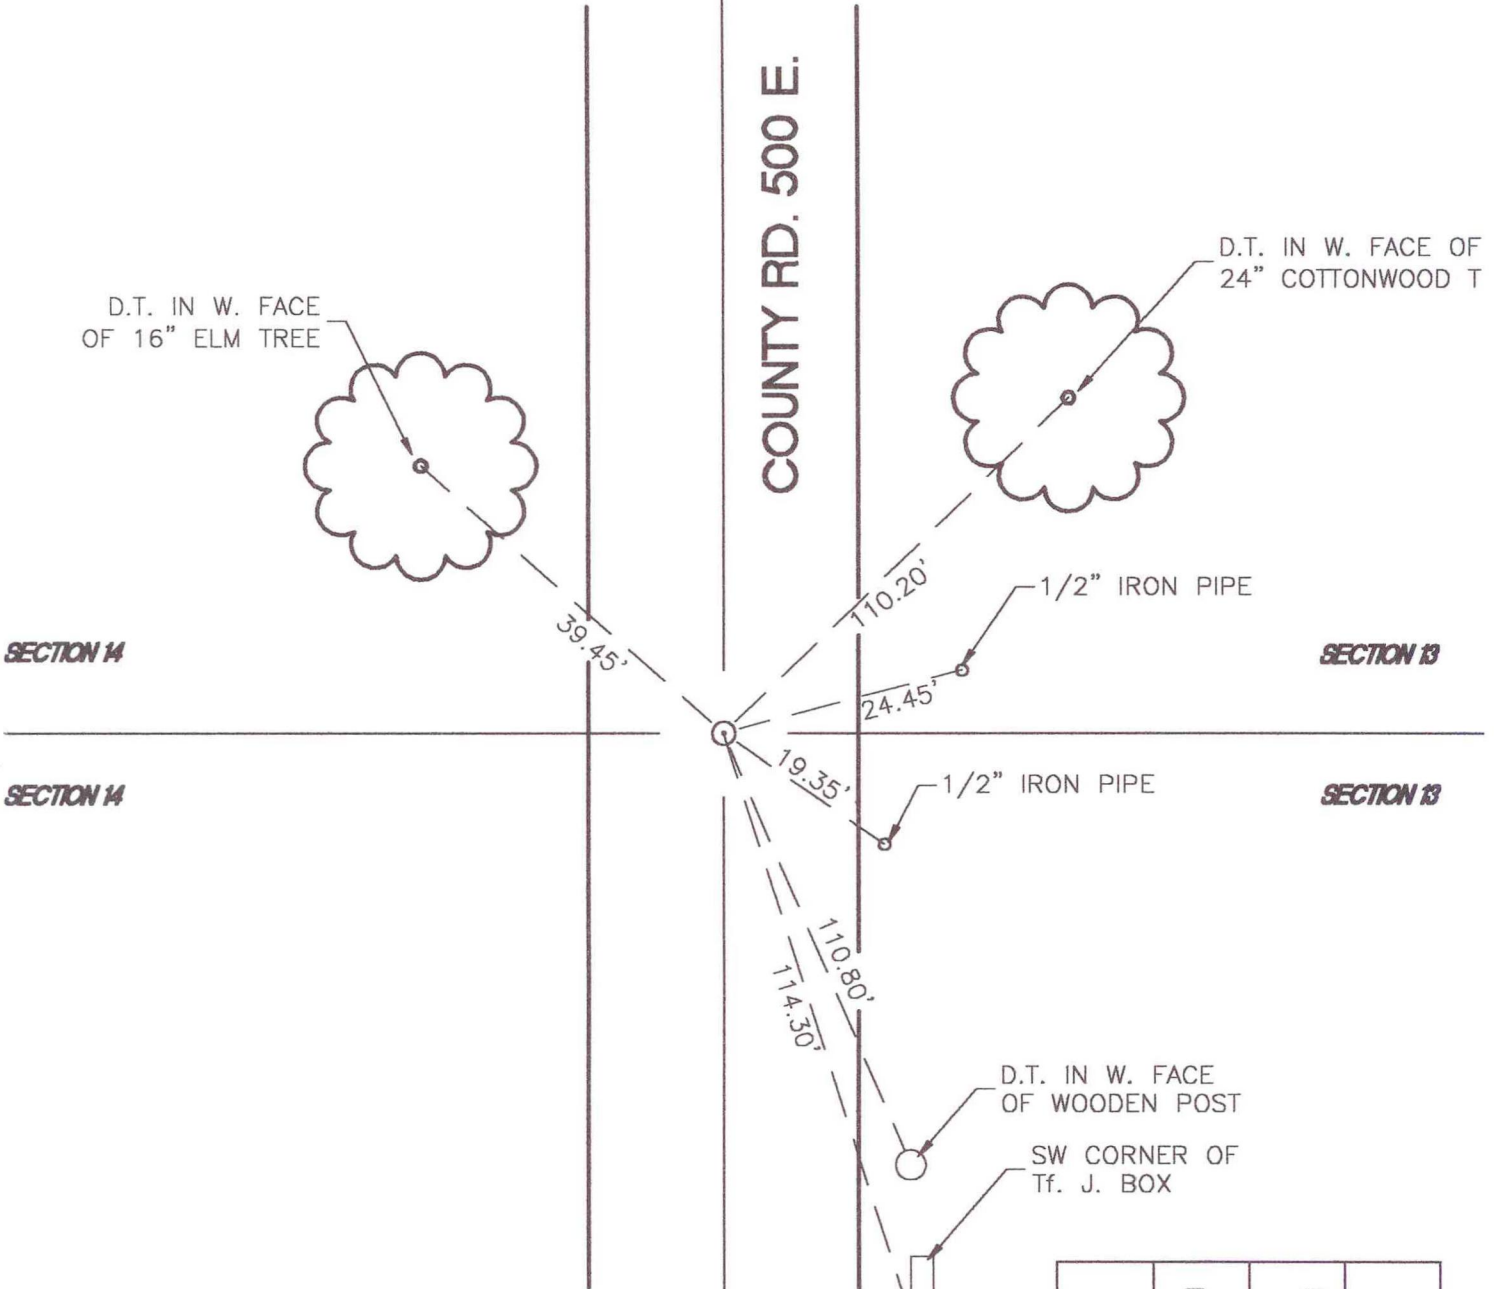 COUNTY RD. 500 E.
D.T. IN W. FACE OF
24" COTTONWOOD T
D.T. IN W. FACE
OF 16" ELM TREE
110.20'
1/2" IRON PIPE
39.45'
SECTION 14
SECTION 13
24.45'
19.35'
1/2" IRON PIPE
SECTION 14
SECTION 13
110.80'
114.30'
D.T. IN W. FACE
OF WOODEN POST
SW CORNER OF
Tf. J. BOX